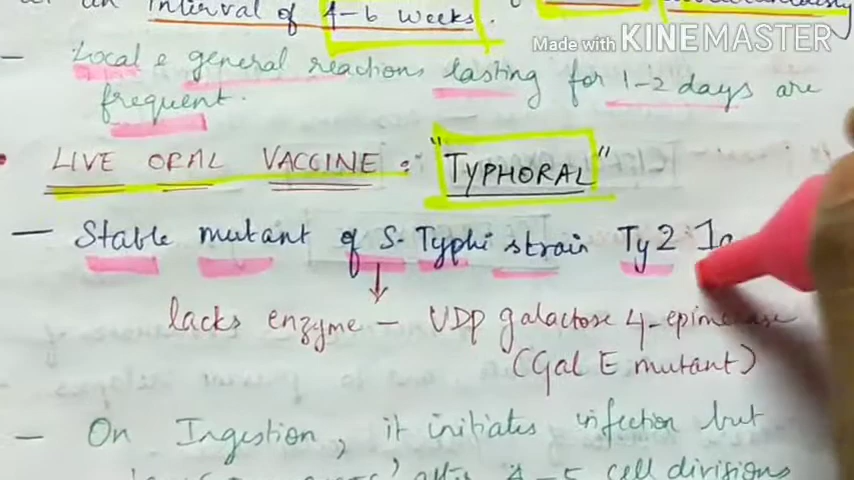 Interval of 4-6 weeks.
Made with KINEMASTER
- Local & general reactions lasting for 1-2 days are
frequent.
• LIVE ORAL VACCINE : "TYPHORAL"
- Stable mutant of S. Typhi strain Ty2 1a
↓
lacks enzyme - UDP galactose 4-epimerase
(Gal E mutant)
- On Ingestion, it initiates infection but
after 4-5 cell divisions